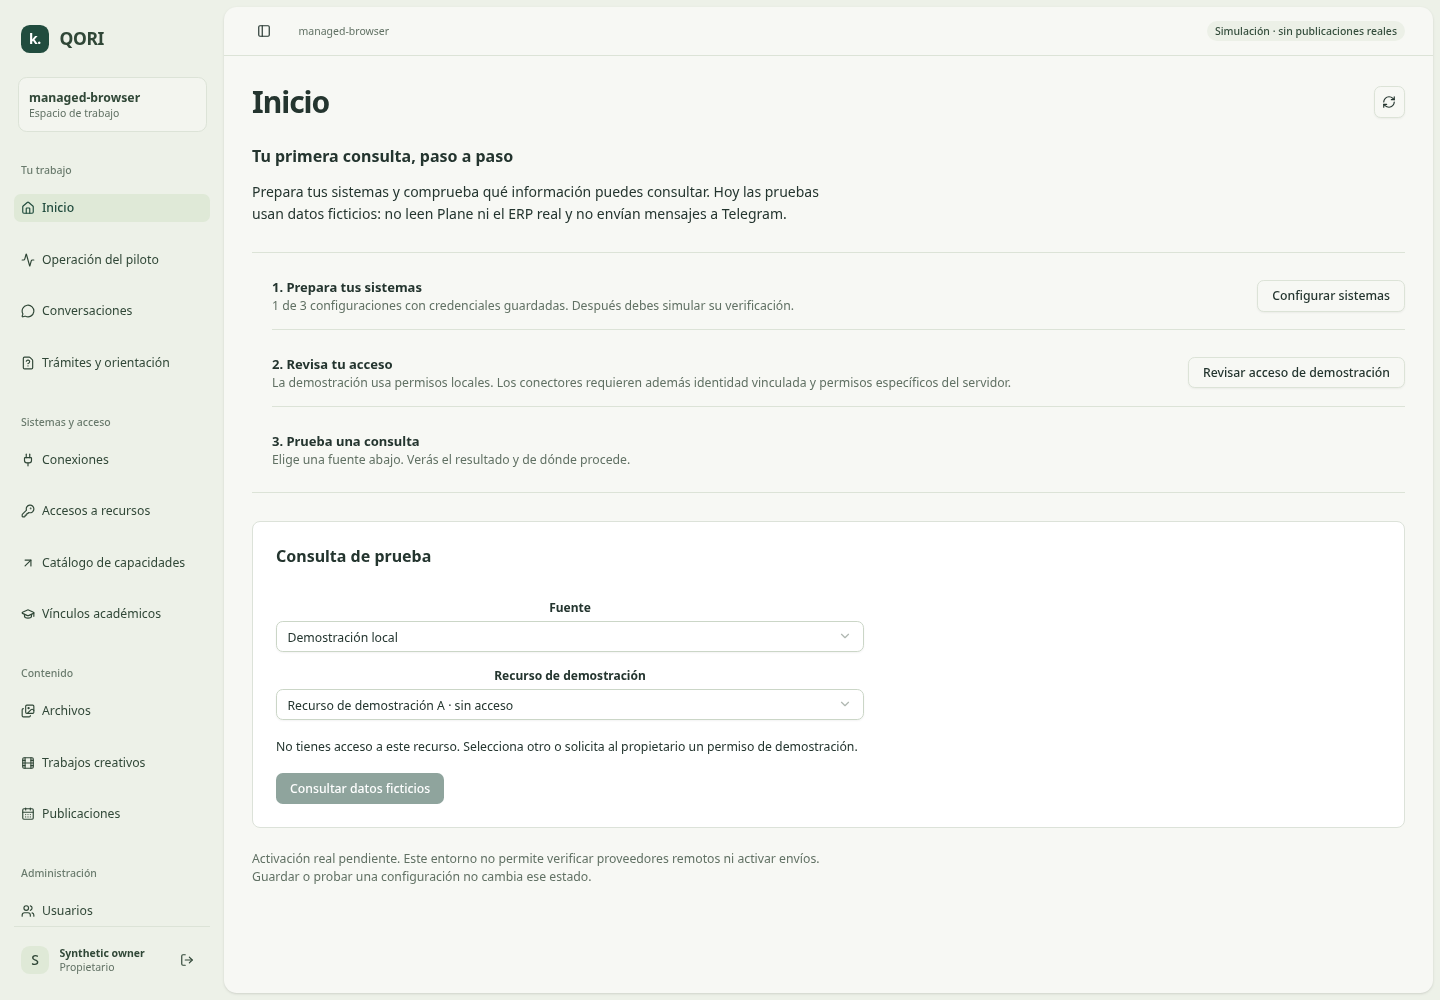 k. QORI
managed-browser
Espacio de trabajo
Tu trabajo
Inicio
Operación del piloto
Conversaciones
Trámites y orientación
Sistemas y acceso
Conexiones
Accesos a recursos
Catálogo de capacidades
Vínculos académicos
Contenido
Archivos
Trabajos creativos
Publicaciones
Administración
Usuarios
S
Synthetic owner
Propietario
managed-browser
Simulación · sin publicaciones reales
Inicio
Tu primera consulta, paso a paso
Prepara tus sistemas y comprueba qué información puedes consultar. Hoy las pruebas
usan datos ficticios: no leen Plane ni el ERP real y no envían mensajes a Telegram.
1. Prepara tus sistemas
1 de 3 configuraciones con credenciales guardadas. Después debes simular su verificación.
Configurar sistemas
2. Revisa tu acceso
La demostración usa permisos locales. Los conectores requieren además identidad vinculada y permisos específicos del servidor.
Revisar acceso de demostración
3. Prueba una consulta
Elige una fuente abajo. Verás el resultado y de dónde procede.
Consulta de prueba
Fuente
Demostración local
Recurso de demostración
Recurso de demostración A · sin acceso
No tienes acceso a este recurso. Selecciona otro o solicita al propietario un permiso de demostración.
Consultar datos ficticios
Activación real pendiente. Este entorno no permite verificar proveedores remotos ni activar envíos.
Guardar o probar una configuración no cambia ese estado.